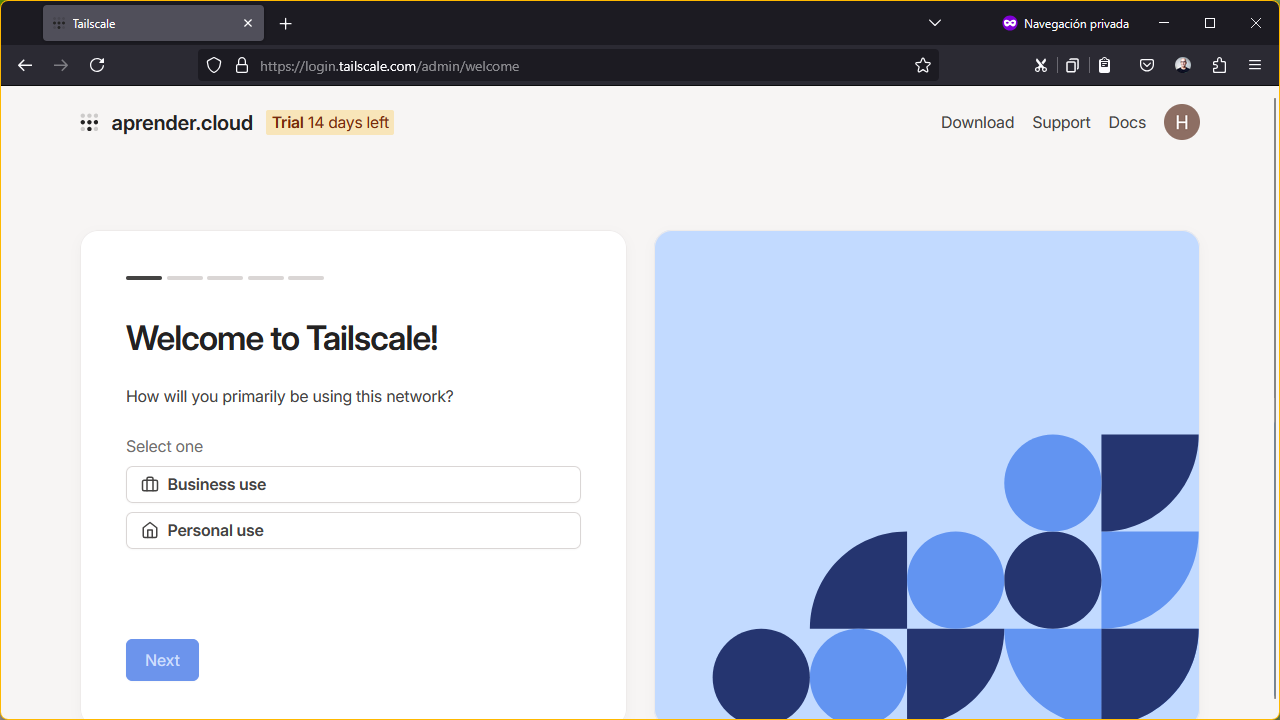 Tailscale
Navegación privada
https://login.tailscale.com/admin/welcome
aprender.cloud
Trial 14 days left
Download
Support
Docs
H
Welcome to Tailscale!
How will you primarily be using this network?
Select one
Business use
Personal use
Next